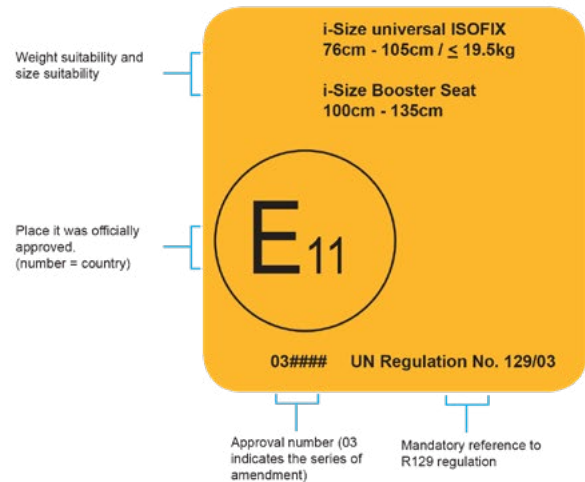 i-Size universal ISOFIX
76cm - 105cm / ≤ 19.5kg
i-Size Booster Seat
100cm - 135cm
Weight suitability and
size suitability
Place it was officially
approved.
(number = country)
E11
03#### UN Regulation No. 129/03
Approval number (03
indicates the series of
amendment)
Mandatory reference to
R129 regulation